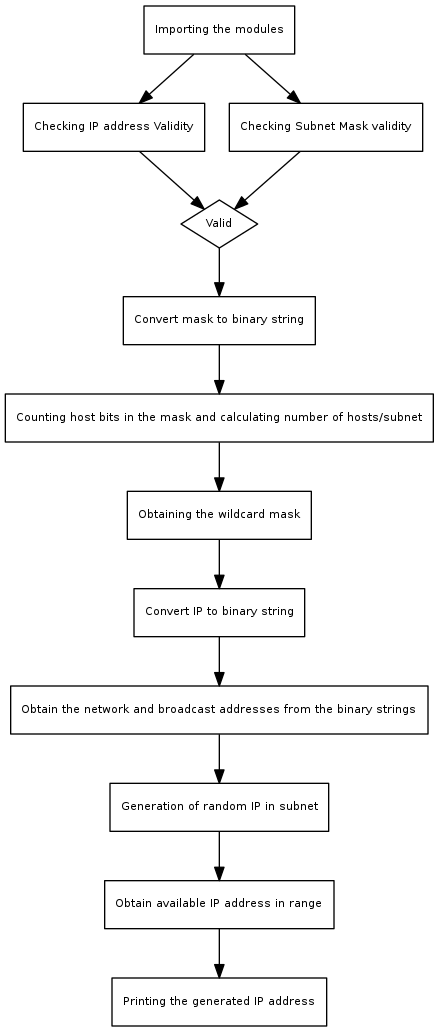 Importing the modules
Checking IP address Validity
Checking Subnet Mask validity
Valid
Convert mask to binary string
Counting host bits in the mask and calculating number of hosts/subnet
Obtaining the wildcard mask
Convert IP to binary string
Obtain the network and broadcast addresses from the binary strings
Generation of random IP in subnet
Obtain available IP address in range
Printing the generated IP address